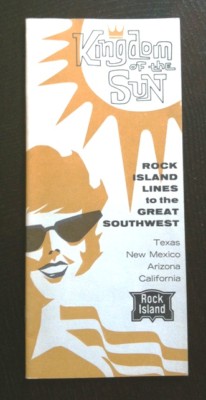 Kingdom
OF the
SUN
ROCK
ISLAND
LINES
to the
GREAT
SOUTHWEST
Texas
New Mexico
Arizona
California
Rock
Island